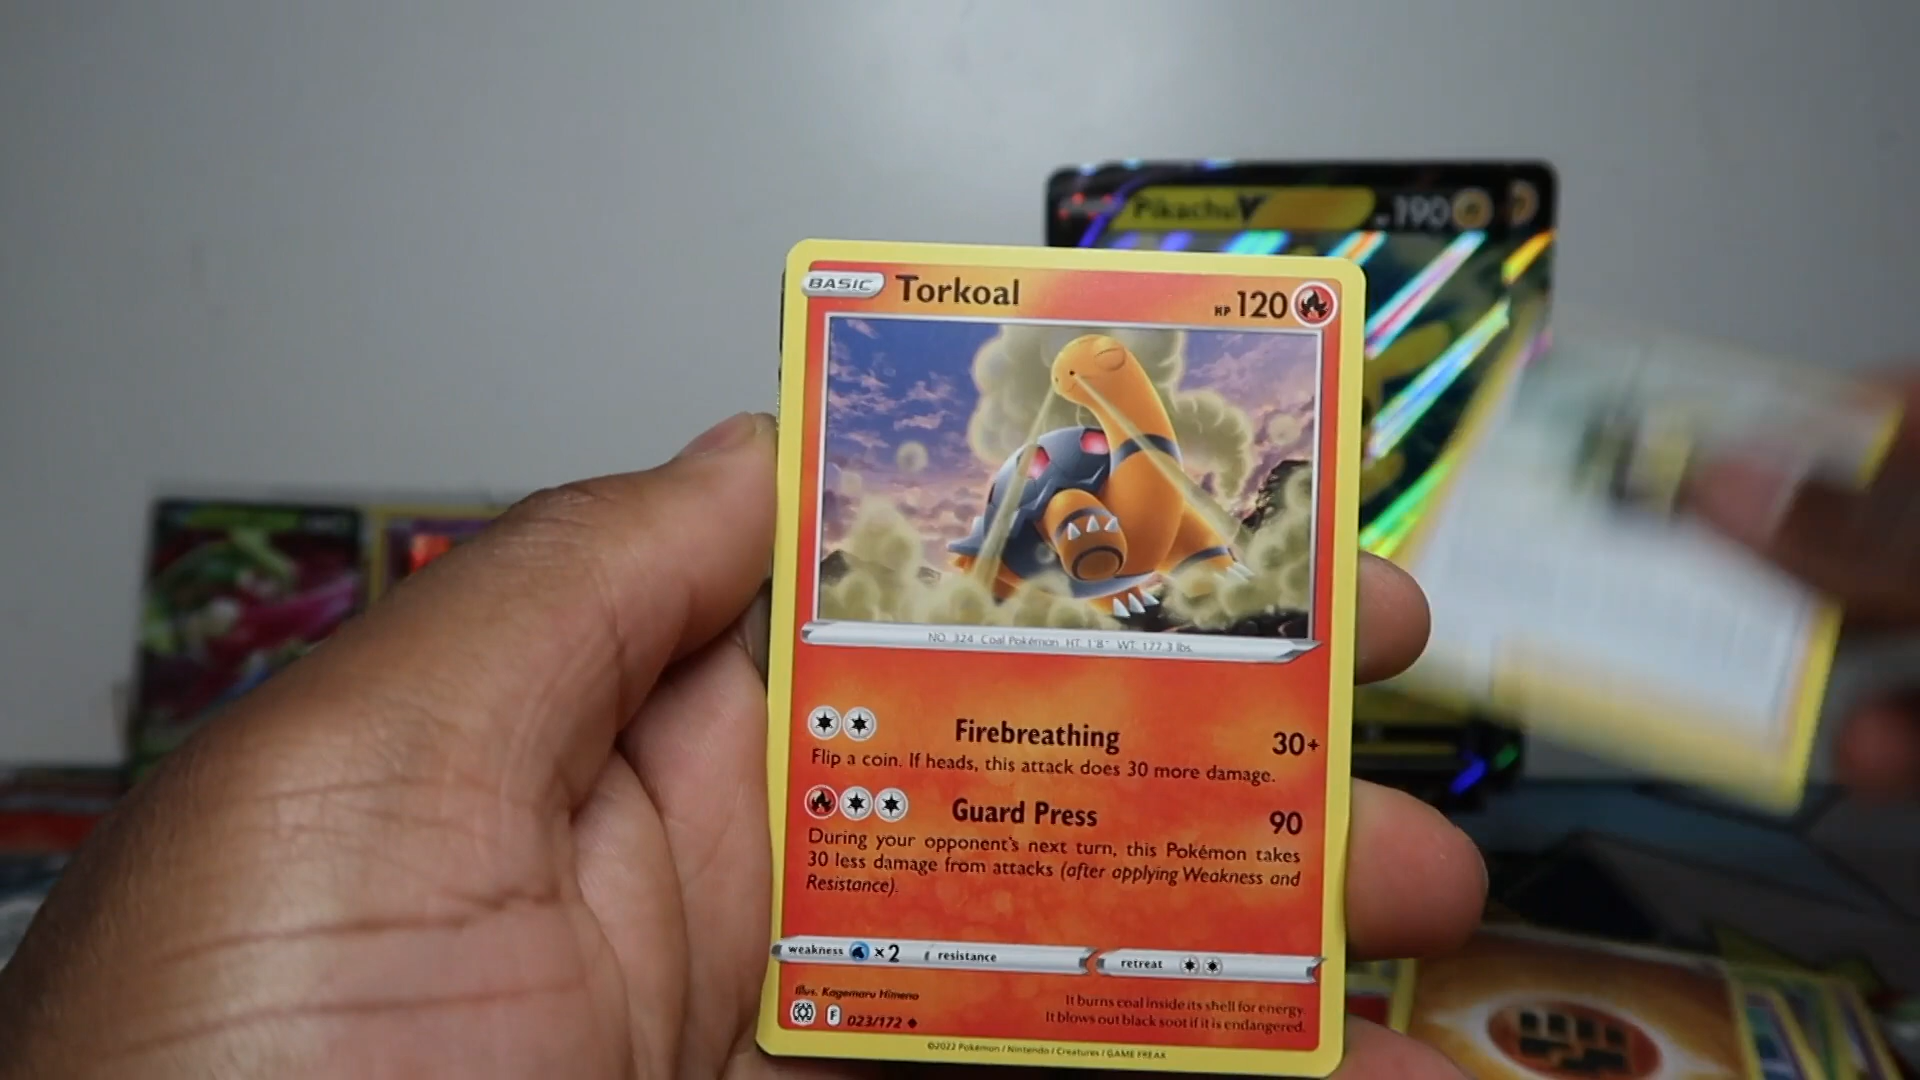 PikachuV
190
BASIC Torkoal HP 120
NO. 324 Coal Pokémon HT: 1'8" WT: 177.3 lbs.
Firebreathing 30+
Flip a coin. If heads, this attack does 30 more damage.
Guard Press 90
During your opponent's next turn, this Pokémon takes
30 less damage from attacks (after applying Weakness and
Resistance).
weakness ×2 resistance retreat
Illus. Kagemaru Himeno
F 023/172
It burns coal inside its shell for energy.
It blows out black soot if it is endangered.
©2022 Pokémon / Nintendo / Creatures / GAME FREAK